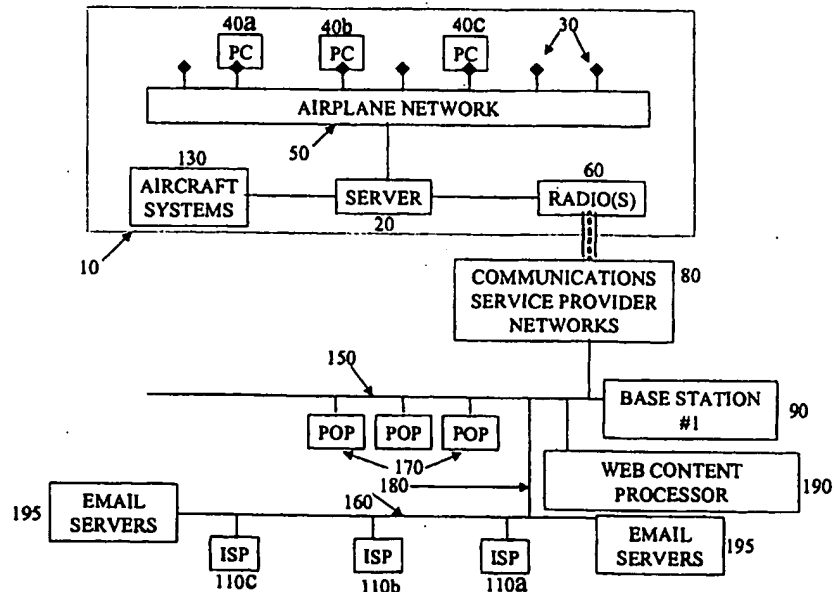 40a 40b 40c 30
PC PC PC
AIRPLANE NETWORK
50
130
AIRCRAFT
SYSTEMS
SERVER
20
60
RADIO(S)
10
COMMUNICATIONS
SERVICE PROVIDER
NETWORKS
80
150
BASE STATION
#1
90
POP POP POP
170
180
WEB CONTENT
PROCESSOR
190
160
195
EMAIL
SERVERS
EMAIL
SERVERS
195
ISP ISP ISP
110c 110b 110a